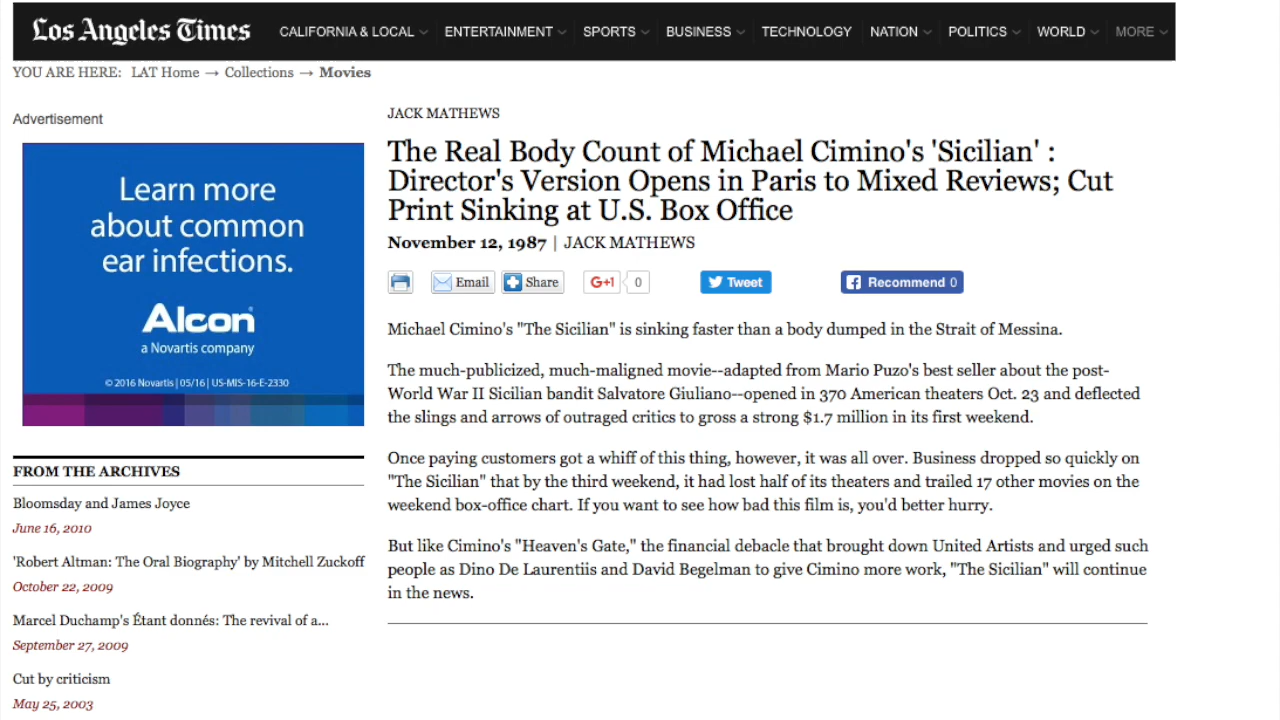 Los Angeles Times
CALIFORNIA & LOCAL ENTERTAINMENT SPORTS BUSINESS TECHNOLOGY NATION POLITICS WORLD MORE
YOU ARE HERE: LAT Home → Collections → Movies
Advertisement
Learn more
about common
ear infections.
Alcon
a Novartis company
© 2016 Novartis | 05/16 | US-MIS-16-E-2330
FROM THE ARCHIVES
Bloomsday and James Joyce
June 16, 2010
'Robert Altman: The Oral Biography' by Mitchell Zuckoff
October 22, 2009
Marcel Duchamp's Étant donnés: The revival of a...
September 27, 2009
Cut by criticism
May 25, 2003
JACK MATHEWS
The Real Body Count of Michael Cimino's 'Sicilian' :
Director's Version Opens in Paris to Mixed Reviews; Cut
Print Sinking at U.S. Box Office
November 12, 1987 | JACK MATHEWS
Email Share G+1 0 Tweet Recommend 0
Michael Cimino's "The Sicilian" is sinking faster than a body dumped in the Strait of Messina.
The much-publicized, much-maligned movie--adapted from Mario Puzo's best seller about the post-
World War II Sicilian bandit Salvatore Giuliano--opened in 370 American theaters Oct. 23 and deflected
the slings and arrows of outraged critics to gross a strong $1.7 million in its first weekend.
Once paying customers got a whiff of this thing, however, it was all over. Business dropped so quickly on
"The Sicilian" that by the third weekend, it had lost half of its theaters and trailed 17 other movies on the
weekend box-office chart. If you want to see how bad this film is, you'd better hurry.
But like Cimino's "Heaven's Gate," the financial debacle that brought down United Artists and urged such
people as Dino De Laurentiis and David Begelman to give Cimino more work, "The Sicilian" will continue
in the news.